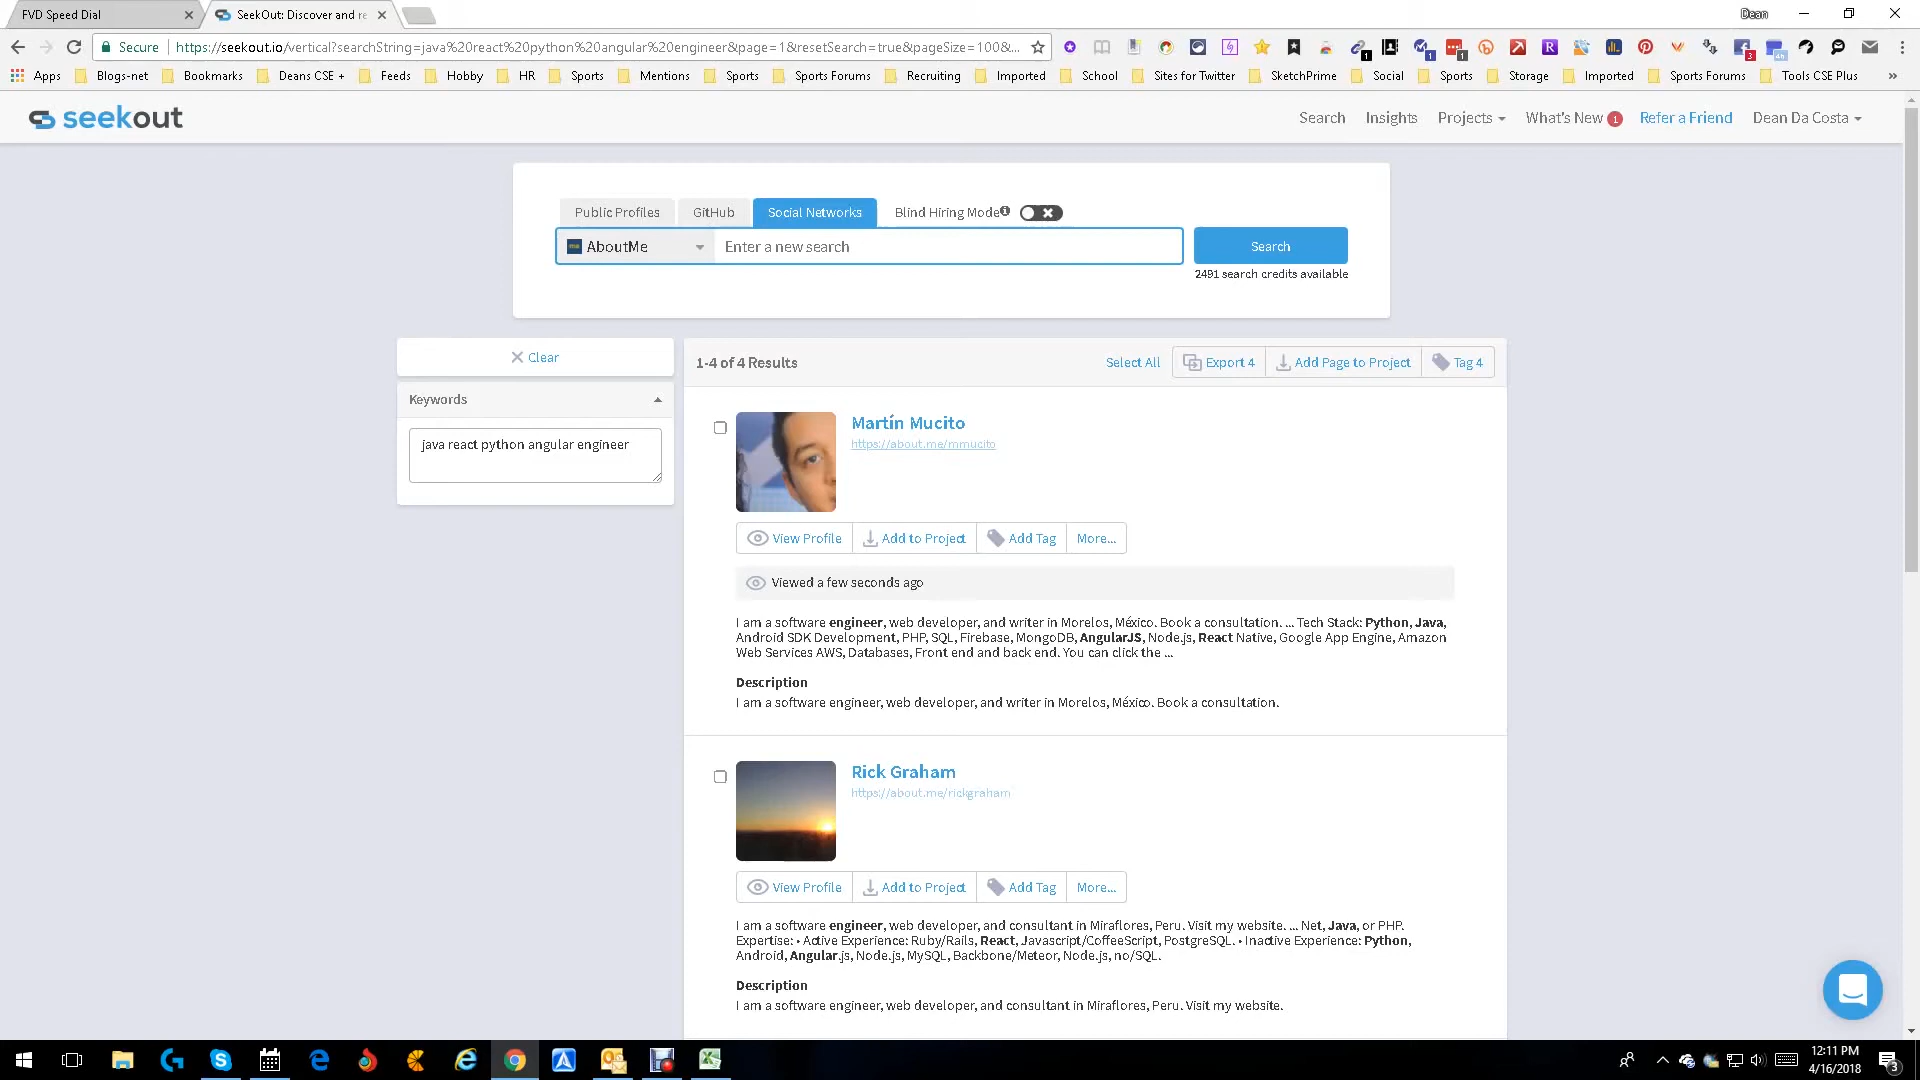 FVD Speed Dial
SeekOut: Discover and re
Dean
Secure
https://seekout.io/vertical?searchString=java%20react%20python%20angular%20engineer&page=1&resetSearch=true&pageSize=100&...
Apps
Blogs-net
Bookmarks
Deans CSE +
Feeds
Hobby
HR
Sports
Mentions
Sports
Sports Forums
Recruiting
Imported
School
Sites for Twitter
SketchPrime
Social
Sports
Storage
Imported
Sports Forums
Tools CSE Plus
seekout
Search
Insights
Projects
What's New 1
Refer a Friend
Dean Da Costa
Public Profiles
GitHub
Social Networks
Blind Hiring Mode
AboutMe
Enter a new search
Search
2491 search credits available
Clear
Keywords
java react python angular engineer
1-4 of 4 Results
Select All
Export 4
Add Page to Project
Tag 4
Martín Mucito
https://about.me/mmucito
View Profile
Add to Project
Add Tag
More...
Viewed a few seconds ago
I am a software engineer, web developer, and writer in Morelos, México. Book a consultation. ... Tech Stack: Python, Java,
Android SDK Development, PHP, SQL, Firebase, MongoDB, AngularJS, Node.js, React Native, Google App Engine, Amazon
Web Services AWS, Databases, Front end and back end. You can click the ...
Description
I am a software engineer, web developer, and writer in Morelos, México. Book a consultation.
Rick Graham
https://about.me/rickgraham
View Profile
Add to Project
Add Tag
More...
I am a software engineer, web developer, and consultant in Miraflores, Peru. Visit my website. ... Net, Java, or PHP.
Expertise: • Active Experience: Ruby/Rails, React, Javascript/CoffeeScript, PostgreSQL. • Inactive Experience: Python,
Android, Angular.js, Node.js, MySQL, Backbone/Meteor, Node.js, no/SQL.
Description
I am a software engineer, web developer, and consultant in Miraflores, Peru. Visit my website.
12:11 PM
4/16/2018
3